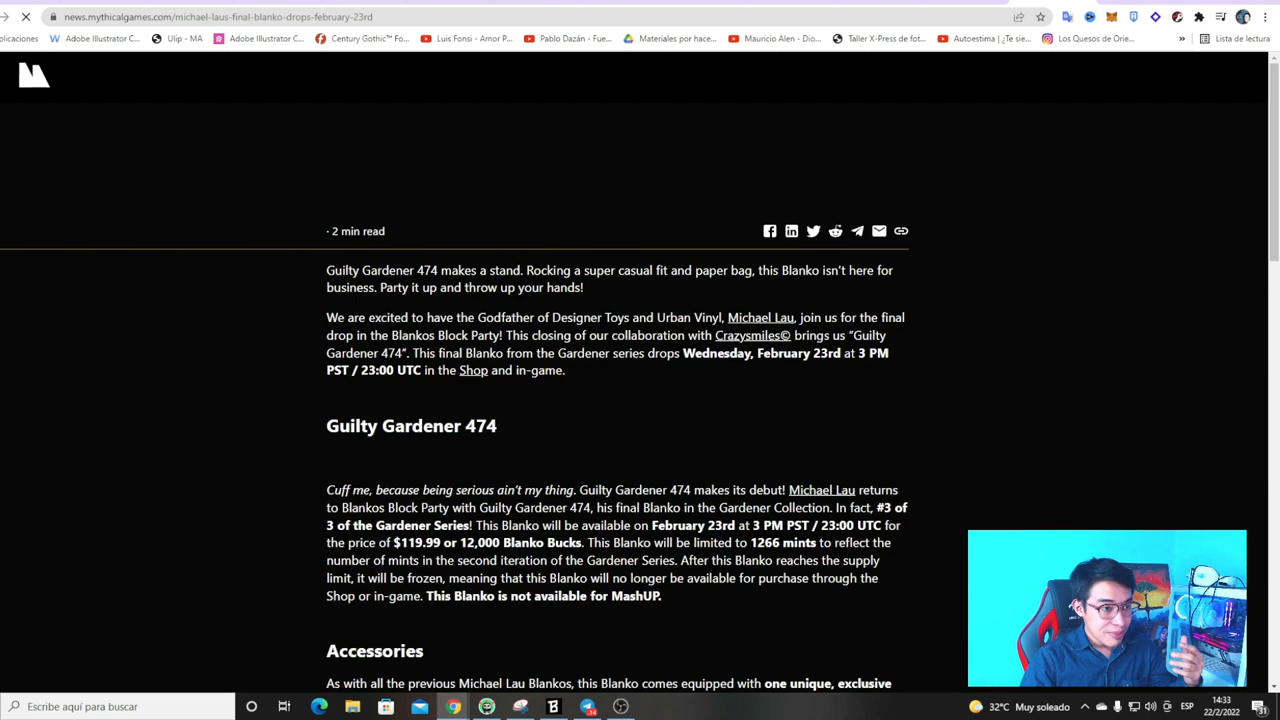 news.mythicalgames.com/michael-laus-final-blanko-drops-february-23rd
plicaciones
Adobe Illustrator C...
Ulip - MA
Adobe Illustrator C...
Century Gothic™ Fo...
Luis Fonsi - Amor P...
Pablo Dazán - Fue...
Materiales por hace...
Mauricio Alen - Dio...
Taller X-Press de fot...
Autoestima | ¿Te sie...
Los Quesos de Orie...
»
Lista de lectura
· 2 min read
Guilty Gardener 474 makes a stand. Rocking a super casual fit and paper bag, this Blanko isn’t here for
business. Party it up and throw up your hands!
We are excited to have the Godfather of Designer Toys and Urban Vinyl, Michael Lau, join us for the final
drop in the Blankos Block Party! This closing of our collaboration with Crazysmiles© brings us “Guilty
Gardener 474”. This final Blanko from the Gardener series drops Wednesday, February 23rd at 3 PM
PST / 23:00 UTC in the Shop and in-game.
Guilty Gardener 474
Cuff me, because being serious ain’t my thing. Guilty Gardener 474 makes its debut! Michael Lau returns
to Blankos Block Party with Guilty Gardener 474, his final Blanko in the Gardener Collection. In fact, #3 of
3 of the Gardener Series! This Blanko will be available on February 23rd at 3 PM PST / 23:00 UTC for
the price of $119.99 or 12,000 Blanko Bucks. This Blanko will be limited to 1266 mints to reflect the
number of mints in the second iteration of the Gardener Series. After this Blanko reaches the supply
limit, it will be frozen, meaning that this Blanko will no longer be available for purchase through the
Shop or in-game. This Blanko is not available for MashUP.
Accessories
As with all the previous Michael Lau Blankos, this Blanko comes equipped with one unique, exclusive
Escribe aquí para buscar
32°C Muy soleado
ESP
14:33
22/2/2022